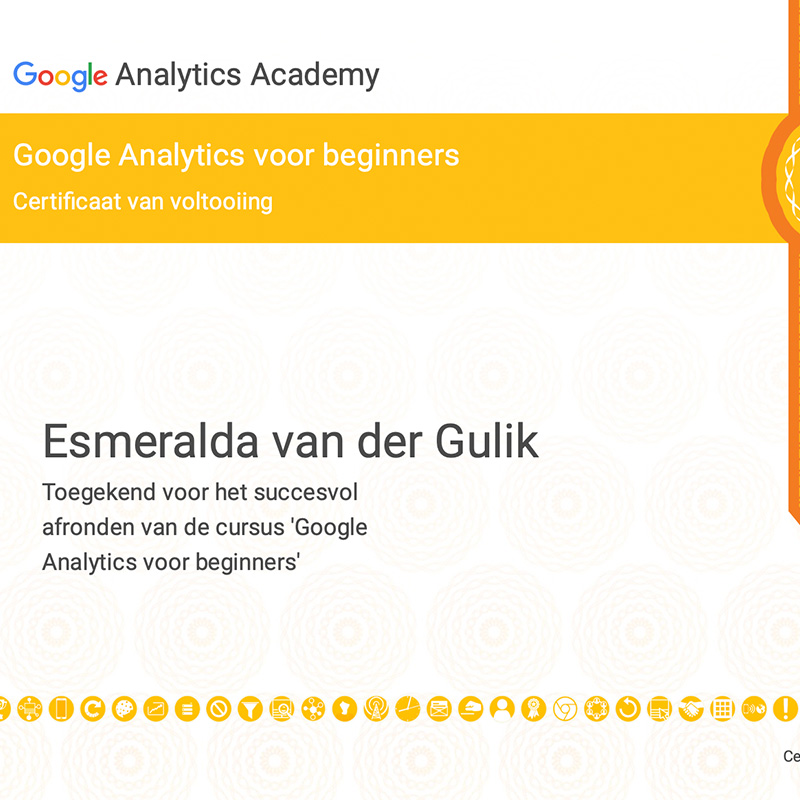 Google Analytics Academy
Google Analytics voor beginners
Certificaat van voltooiing
Esmeralda van der Gulik
Toegekend voor het succesvol
afronden van de cursus 'Google
Analytics voor beginners'